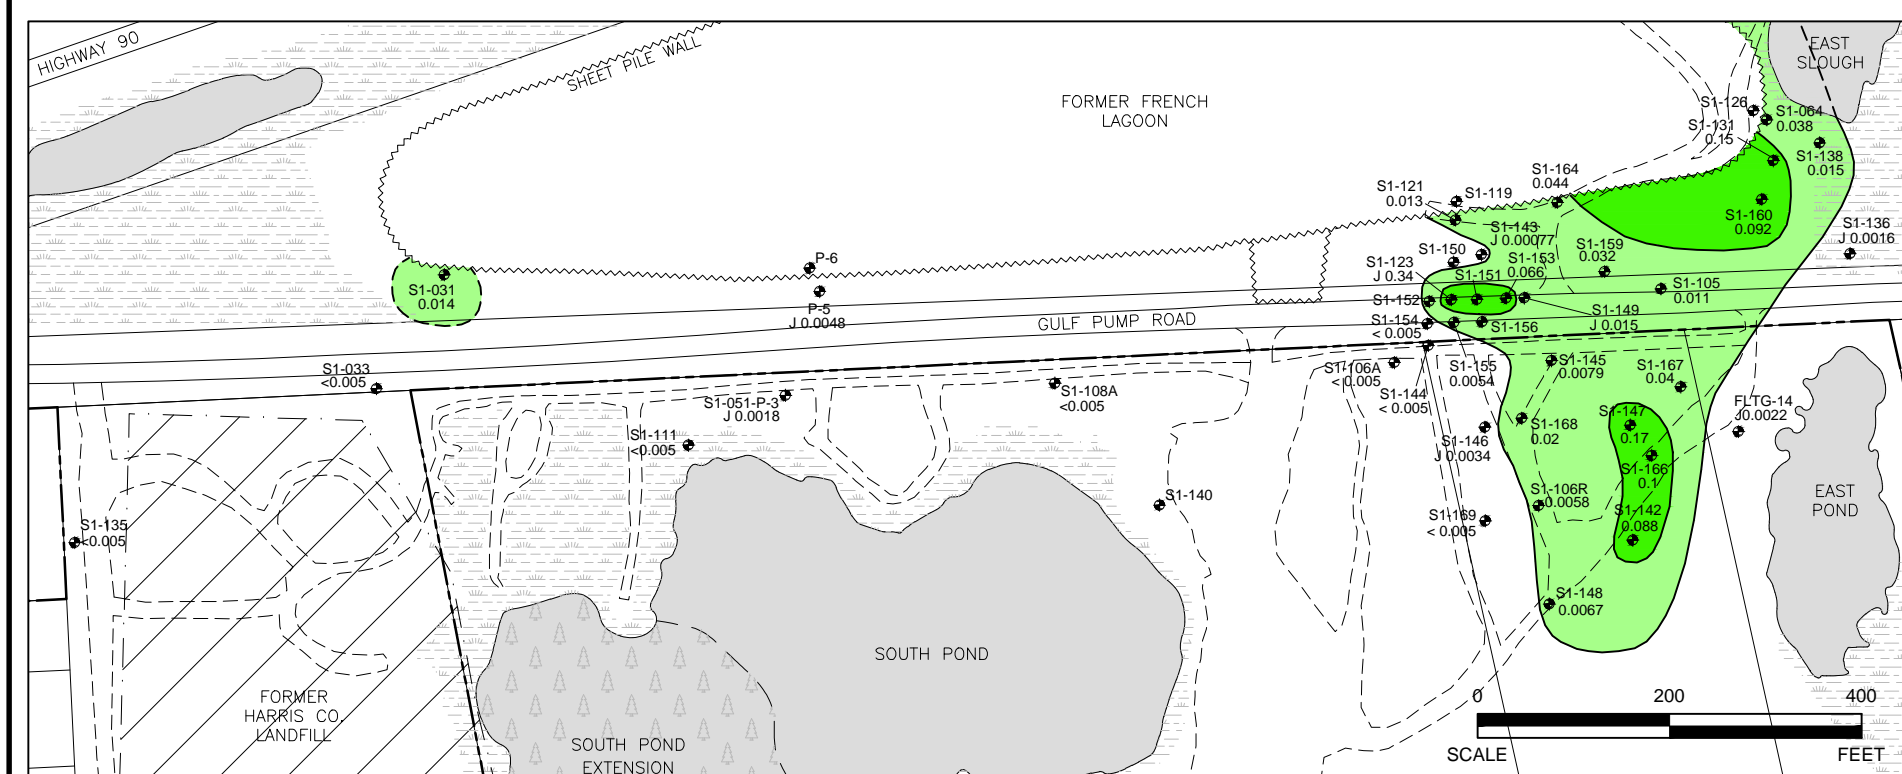 HIGHWAY 90
SHEET PILE WALL
FORMER FRENCH
LAGOON
EAST
SLOUGH
S1-126
S1-064
0.038
S1-131
0.15
S1-138
0.015
S1-164
0.044
S1-121
0.013
S1-119
S1-160
0.092
S1-136
J 0.0016
S1-143
J 0.00077
S1-150
S1-153
0.066
S1-159
0.032
S1-123
J 0.34
S1-151
S1-105
0.011
S1-152
S1-149
J 0.015
S1-154
< 0.005
S1-156
P-6
P-5
J 0.0048
S1-031
0.014
GULF PUMP ROAD
S1-033
<0.005
S1-051-P-3
J 0.0018
S1-108A
<0.005
S1-106A
< 0.005
S1-144
< 0.005
S1-155
0.0054
S1-145
0.0079
S1-167
0.04
FLTG-14
J0.0022
S1-111
<0.005
S1-146
J 0.0034
S1-168
0.02
S1-147
0.17
S1-166
0.1
S1-140
S1-106R
0.0058
S1-142
0.088
S1-169
< 0.005
S1-135
<0.005
EAST
POND
S1-148
0.0067
SOUTH POND
FORMER
HARRIS CO.
LANDFILL
SOUTH POND
EXTENSION
0 200 400
SCALE FEET